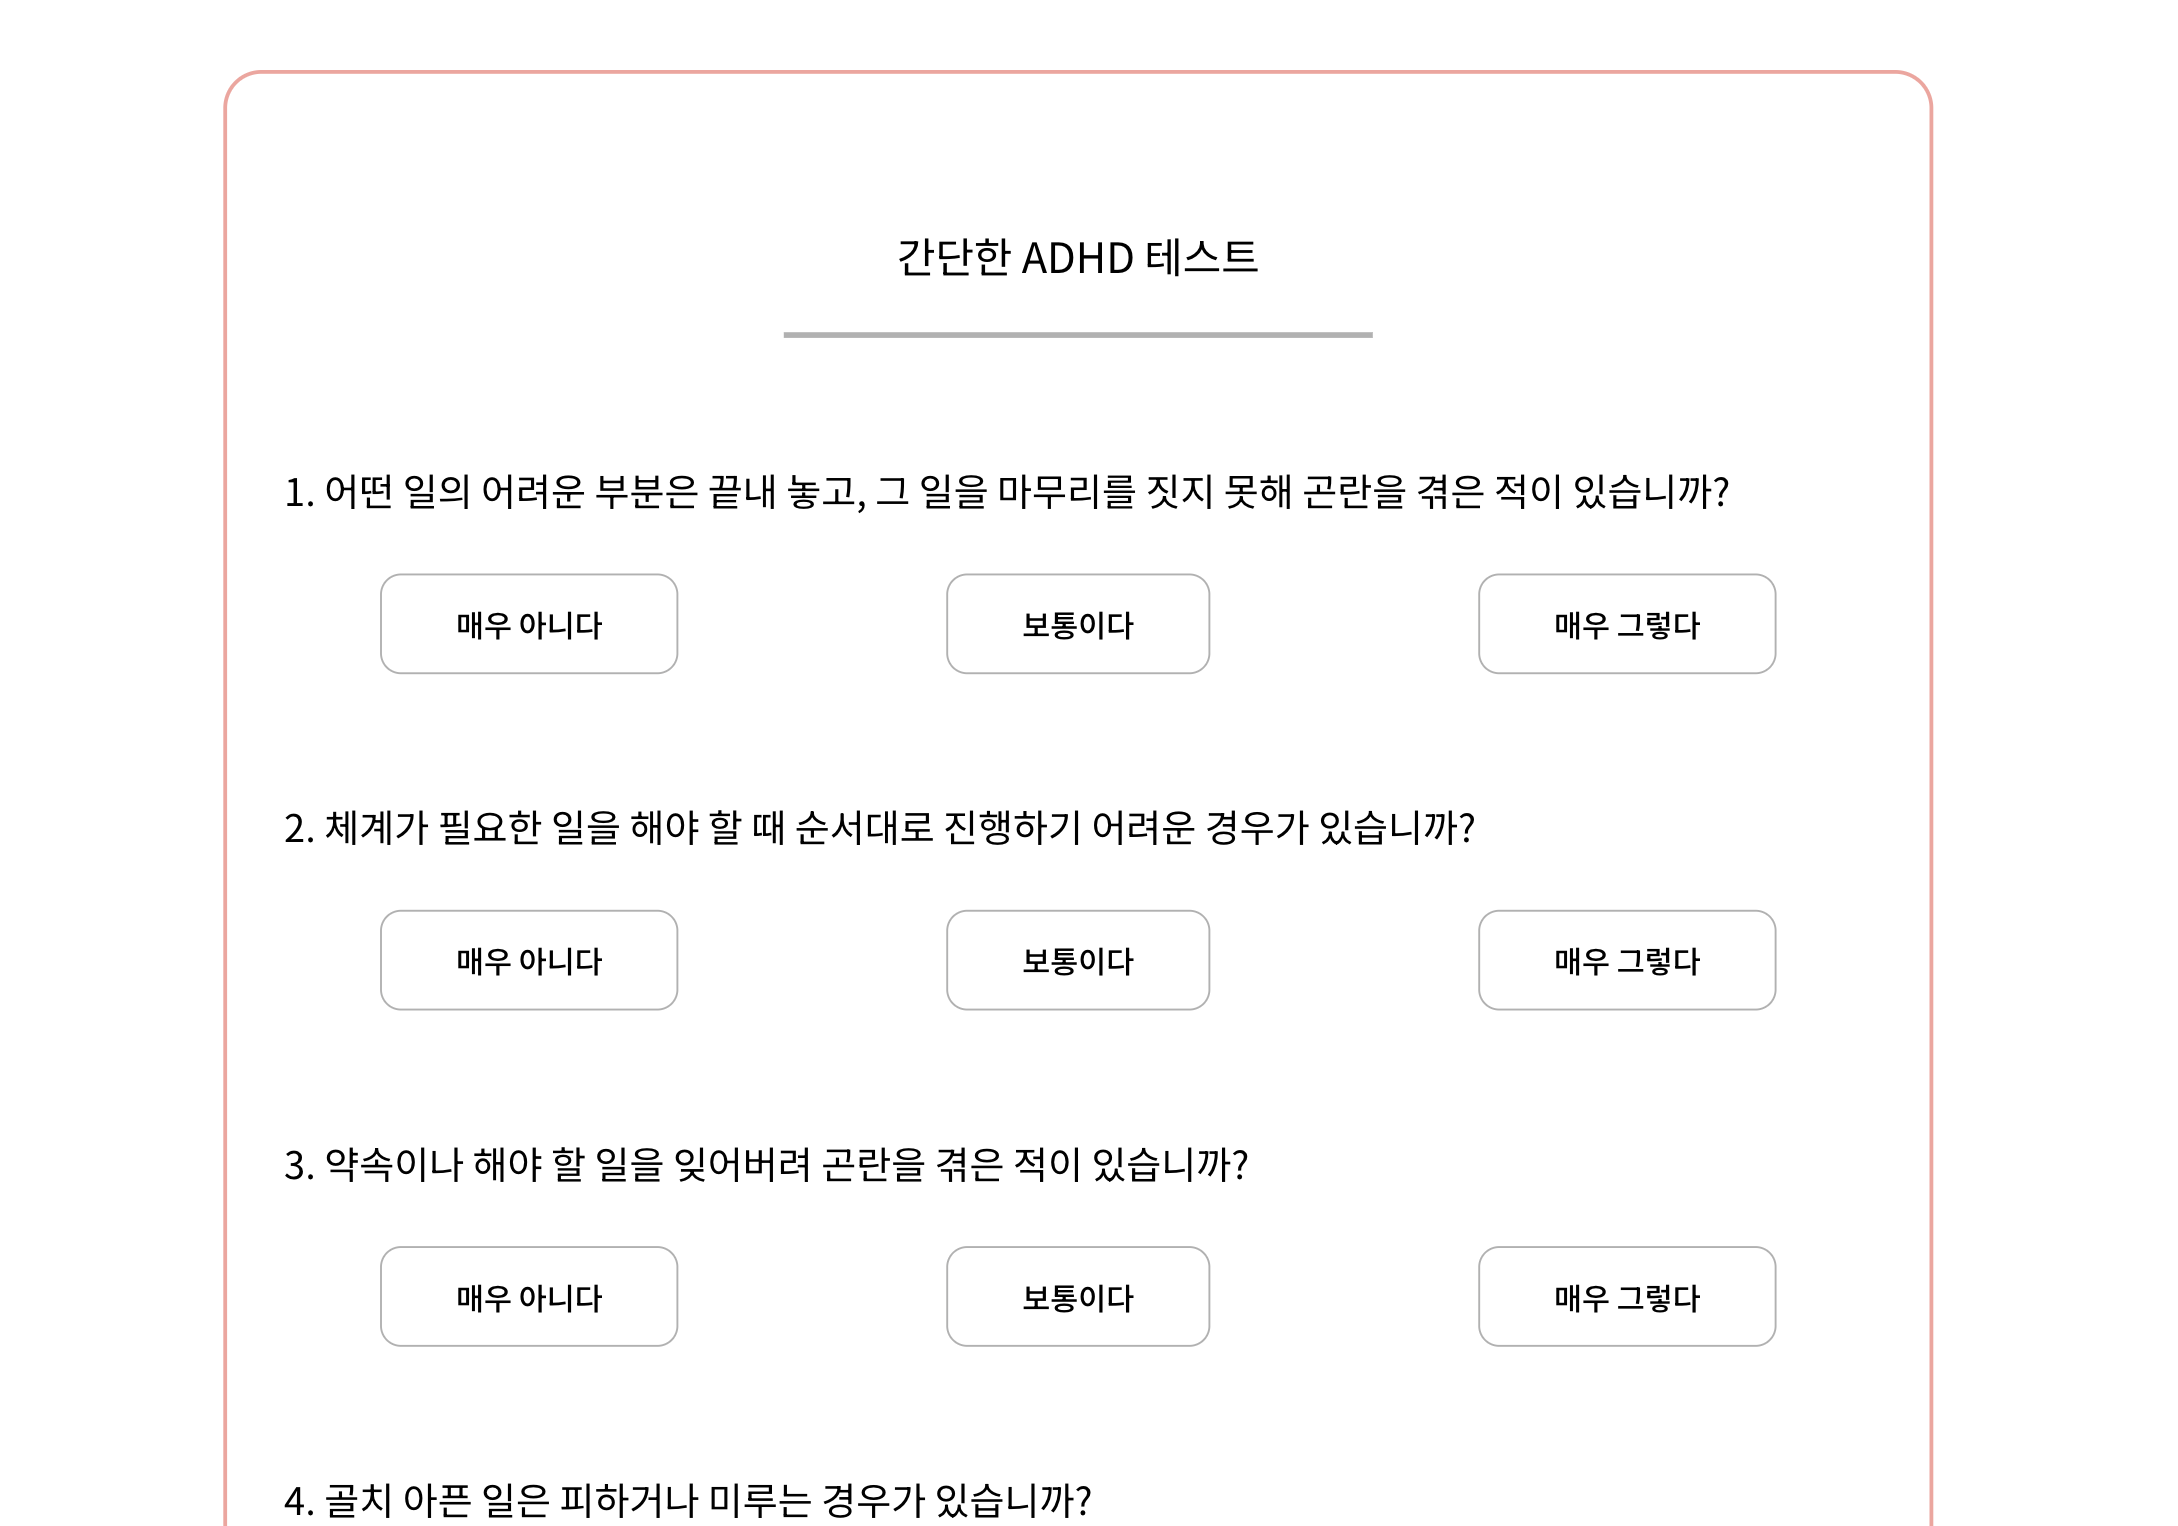 간단한 ADHD 테스트
1. 어떤 일의 어려운 부분은 끝내 놓고, 그 일을 마무리를 짓지 못해 곤란을 겪은 적이 있습니까?
매우 아니다 보통이다 매우 그렇다
2. 체계가 필요한 일을 해야 할 때 순서대로 진행하기 어려운 경우가 있습니까?
매우 아니다 보통이다 매우 그렇다
3. 약속이나 해야 할 일을 잊어버려 곤란을 겪은 적이 있습니까?
매우 아니다 보통이다 매우 그렇다
4. 골치 아픈 일은 피하거나 미루는 경우가 있습니까?